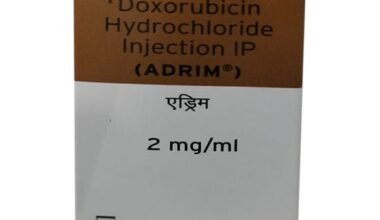 Doxorubicin
Hydrochloride
Injection IP
(ADRIM®)
एड्रिम
2 mg/ml